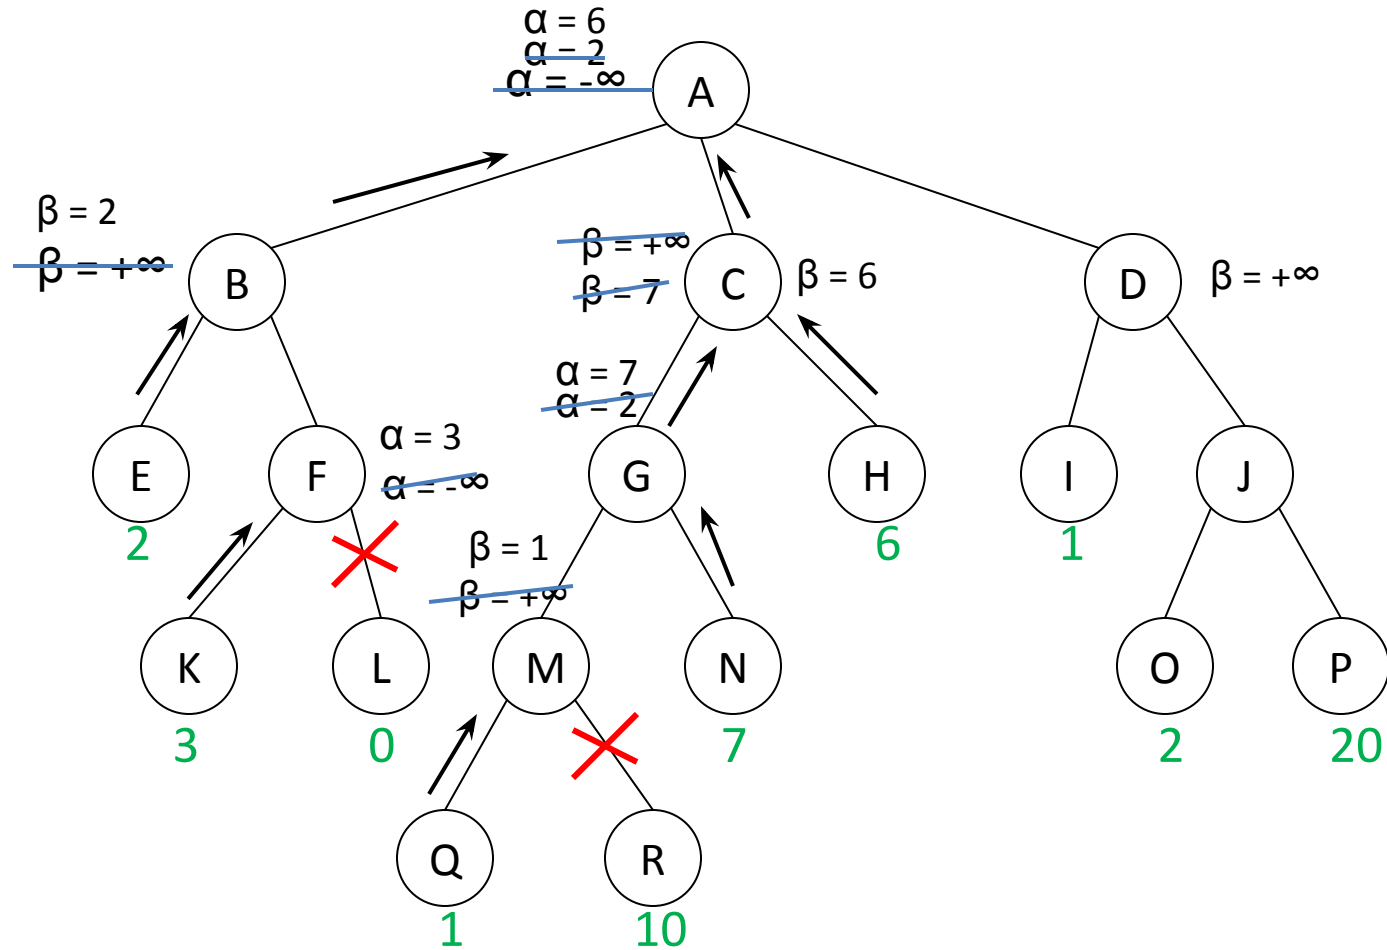 α = 6
α = 2
α = -∞
A
β = 2
β = +∞
B
β = +∞
β = 7
C
β = 6
D
β = +∞
α = 7
α = 2
E
2
F
α = 3
α = -∞
G
H
6
I
1
J
β = 1
β = +∞
K
3
L
0
M
N
7
O
2
P
20
Q
1
R
10